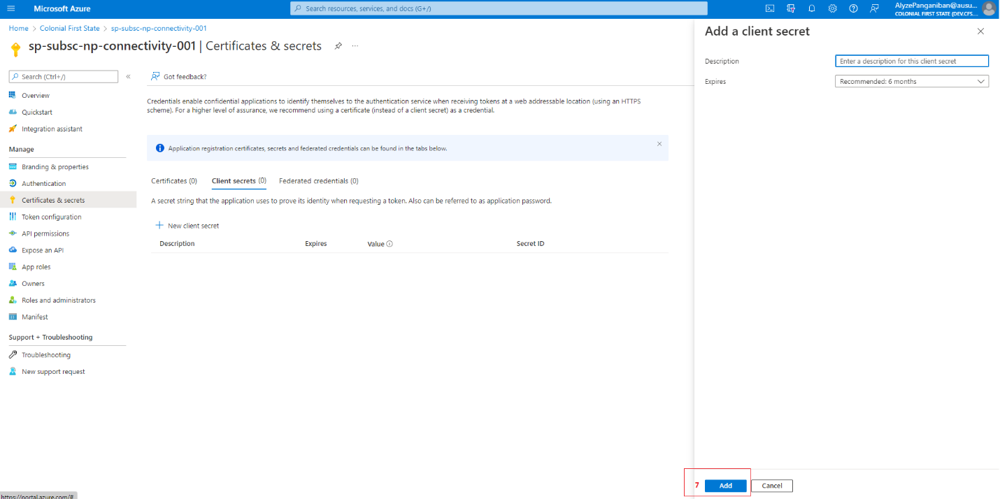 Microsoft Azure
Search resources, services, and docs (G+/)
AlyzePanganiban@ausu...
COLONIAL FIRST STATE (DEV.CFS....
Home > Colonial First State > sp-subsc-np-connectivity-001
sp-subsc-np-connectivity-001 | Certificates & secrets
...
Search (Ctrl+/)
«
Overview
Quickstart
Integration assistant
Manage
Branding & properties
Authentication
Certificates & secrets
Token configuration
API permissions
Expose an API
App roles
Owners
Roles and administrators
Manifest
Support + Troubleshooting
Troubleshooting
New support request
https://portal.azure.com/#
Got feedback?
Credentials enable confidential applications to identify themselves to the authentication service when receiving tokens at a web addressable location (using an HTTPS
scheme). For a higher level of assurance, we recommend using a certificate (instead of a client secret) as a credential.
Application registration certificates, secrets and federated credentials can be found in the tabs below.
Certificates (0) Client secrets (0) Federated credentials (0)
A secret string that the application uses to prove its identity when requesting a token. Also can be referred to as application password.
New client secret
Description Expires Value Secret ID
Add a client secret
Description Enter a description for this client secret
Expires Recommended: 6 months
7 Add Cancel